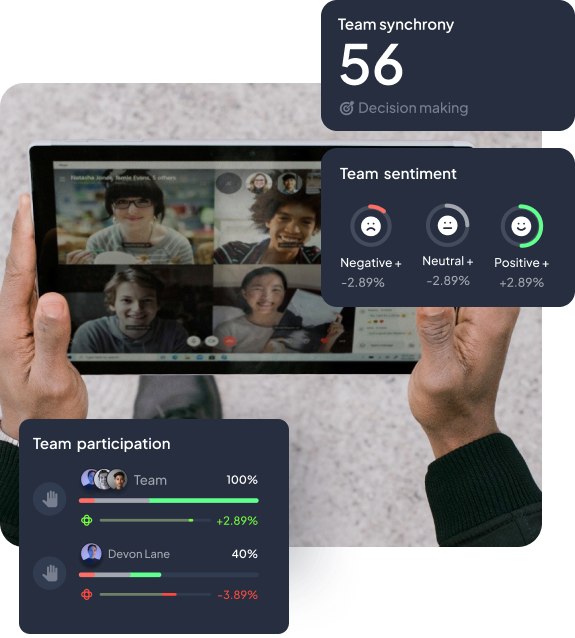 Team synchrony
56
Decision making
Team sentiment
Negative +
-2.89%
Neutral +
-2.89%
Positive +
+2.89%
Natasha Jones, Jamie Evans, 5 others
Team participation
Team
100%
+2.89%
Devon Lane
40%
-3.89%